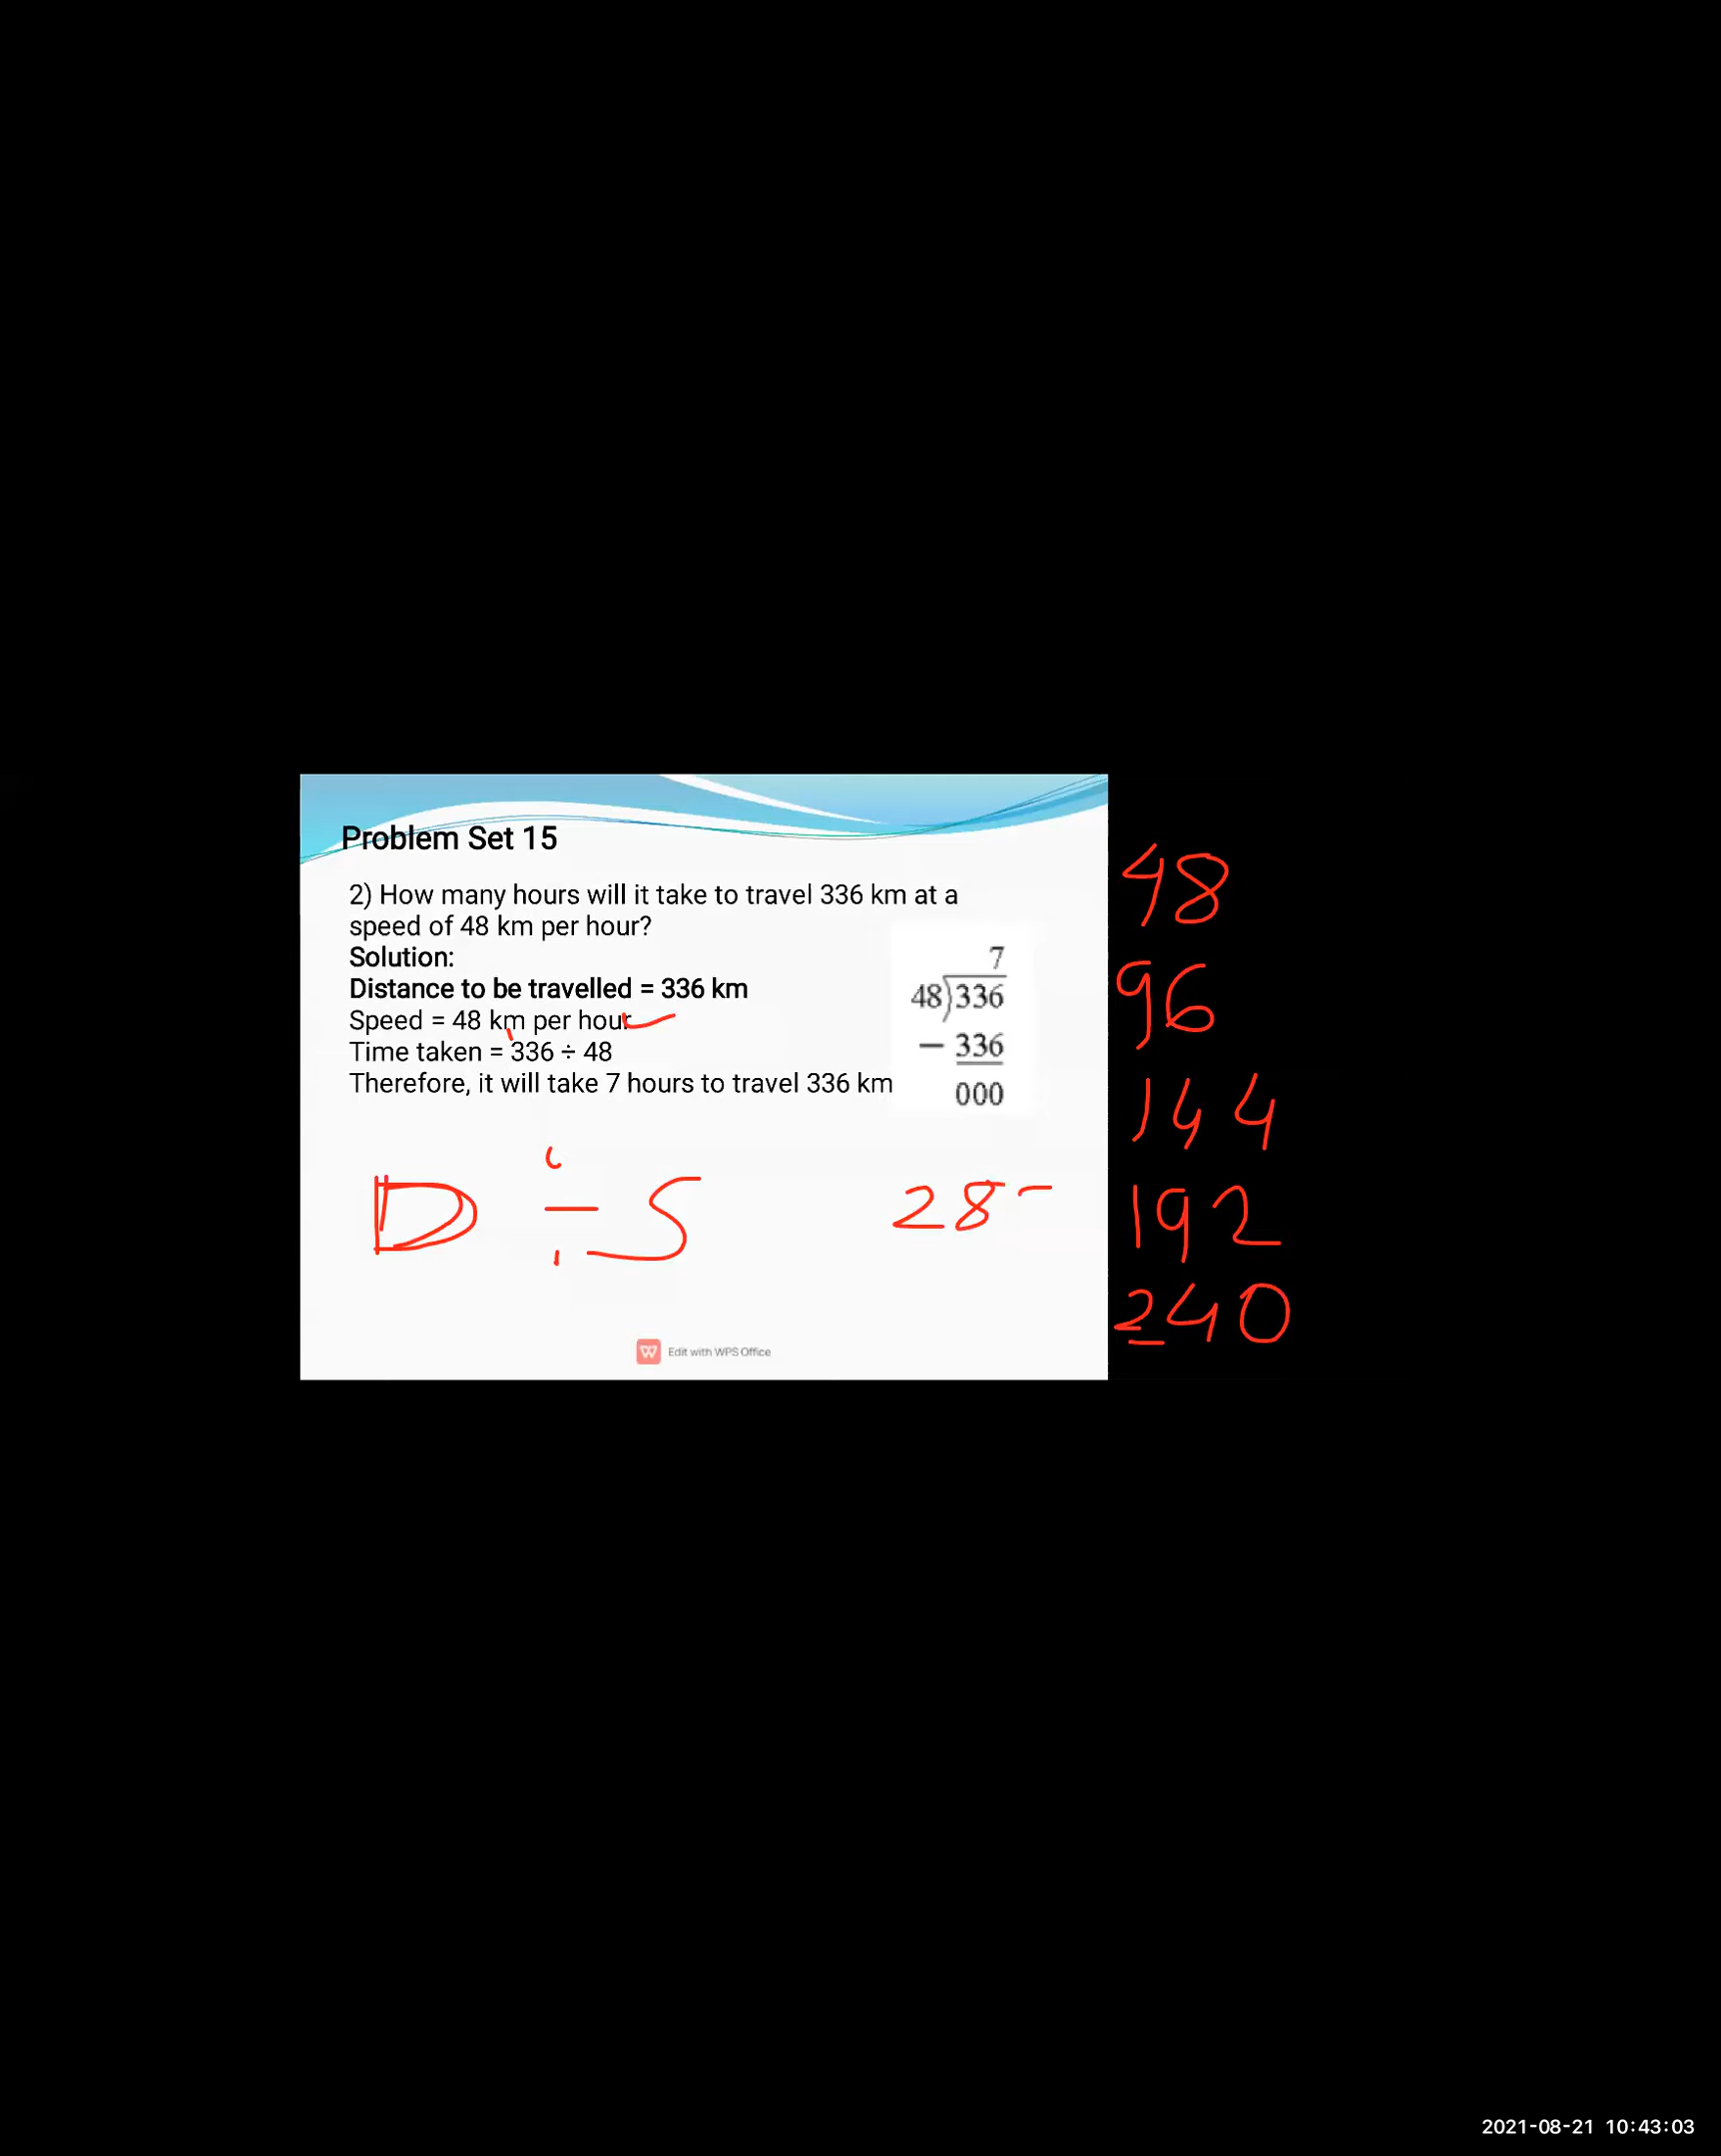 Problem Set 15
2) How many hours will it take to travel 336 km at a
speed of 48 km per hour?
Solution:
Distance to be travelled = 336 km
Speed = 48 km per hour
Time taken = 336 ÷ 48
Therefore, it will take 7 hours to travel 336 km
7
48)336
– 336
000
D ÷ S
28
48
96
144
192
240
Edit with WPS Office
2021-08-21 10:43:03